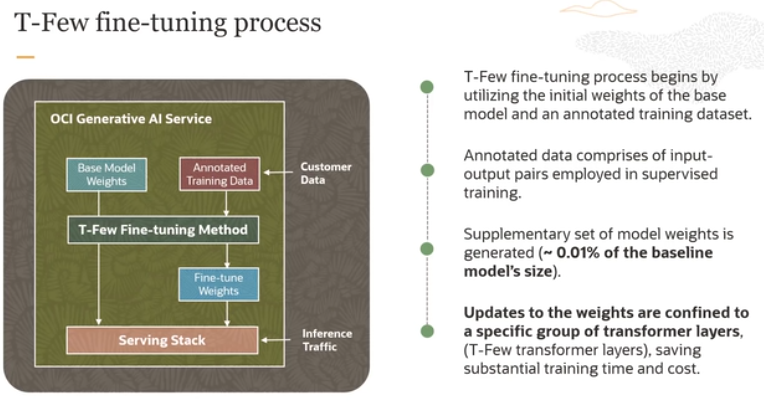 T-Few fine-tuning process
OCI Generative AI Service
Base Model
Weights
Annotated
Training Data
Customer
Data
T-Few Fine-tuning Method
Fine-tune
Weights
Serving Stack
Inference
Traffic
T-Few fine-tuning process begins by
utilizing the initial weights of the base
model and an annotated training dataset.
Annotated data comprises of input-
output pairs employed in supervised
training.
Supplementary set of model weights is
generated (~ 0.01% of the baseline
model's size).
Updates to the weights are confined to
a specific group of transformer layers,
(T-Few transformer layers), saving
substantial training time and cost.